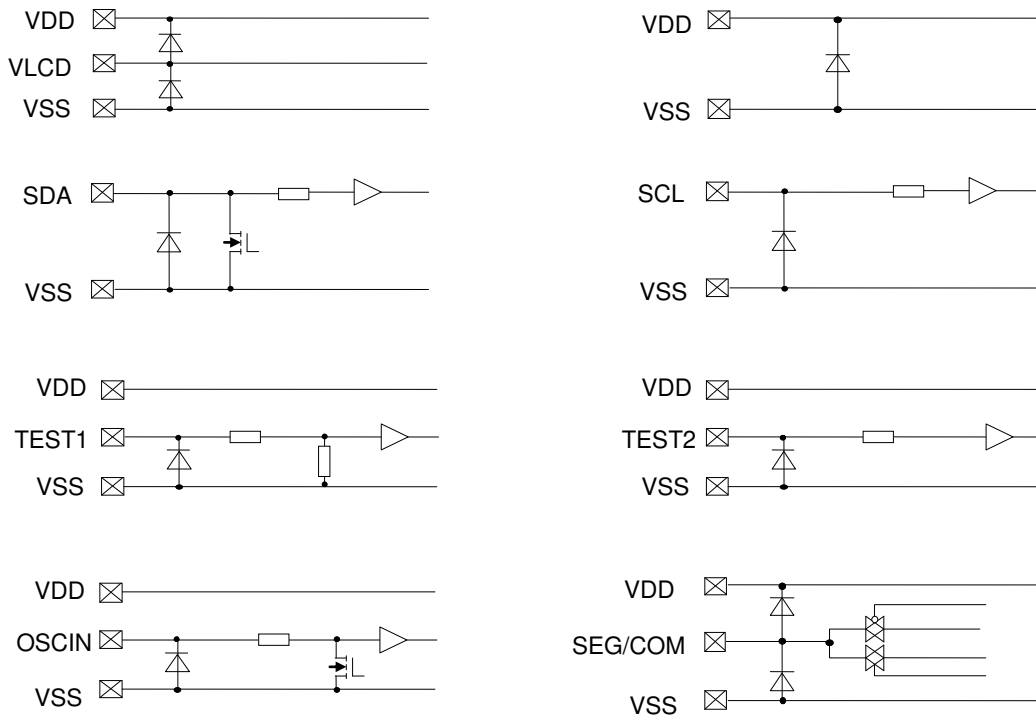 VDD
VLCD
VSS
VDD
VSS
SDA
VSS
SCL
VSS
VDD
TEST1
VSS
VDD
TEST2
VSS
VDD
OSCIN
VSS
VDD
SEG/COM
VSS